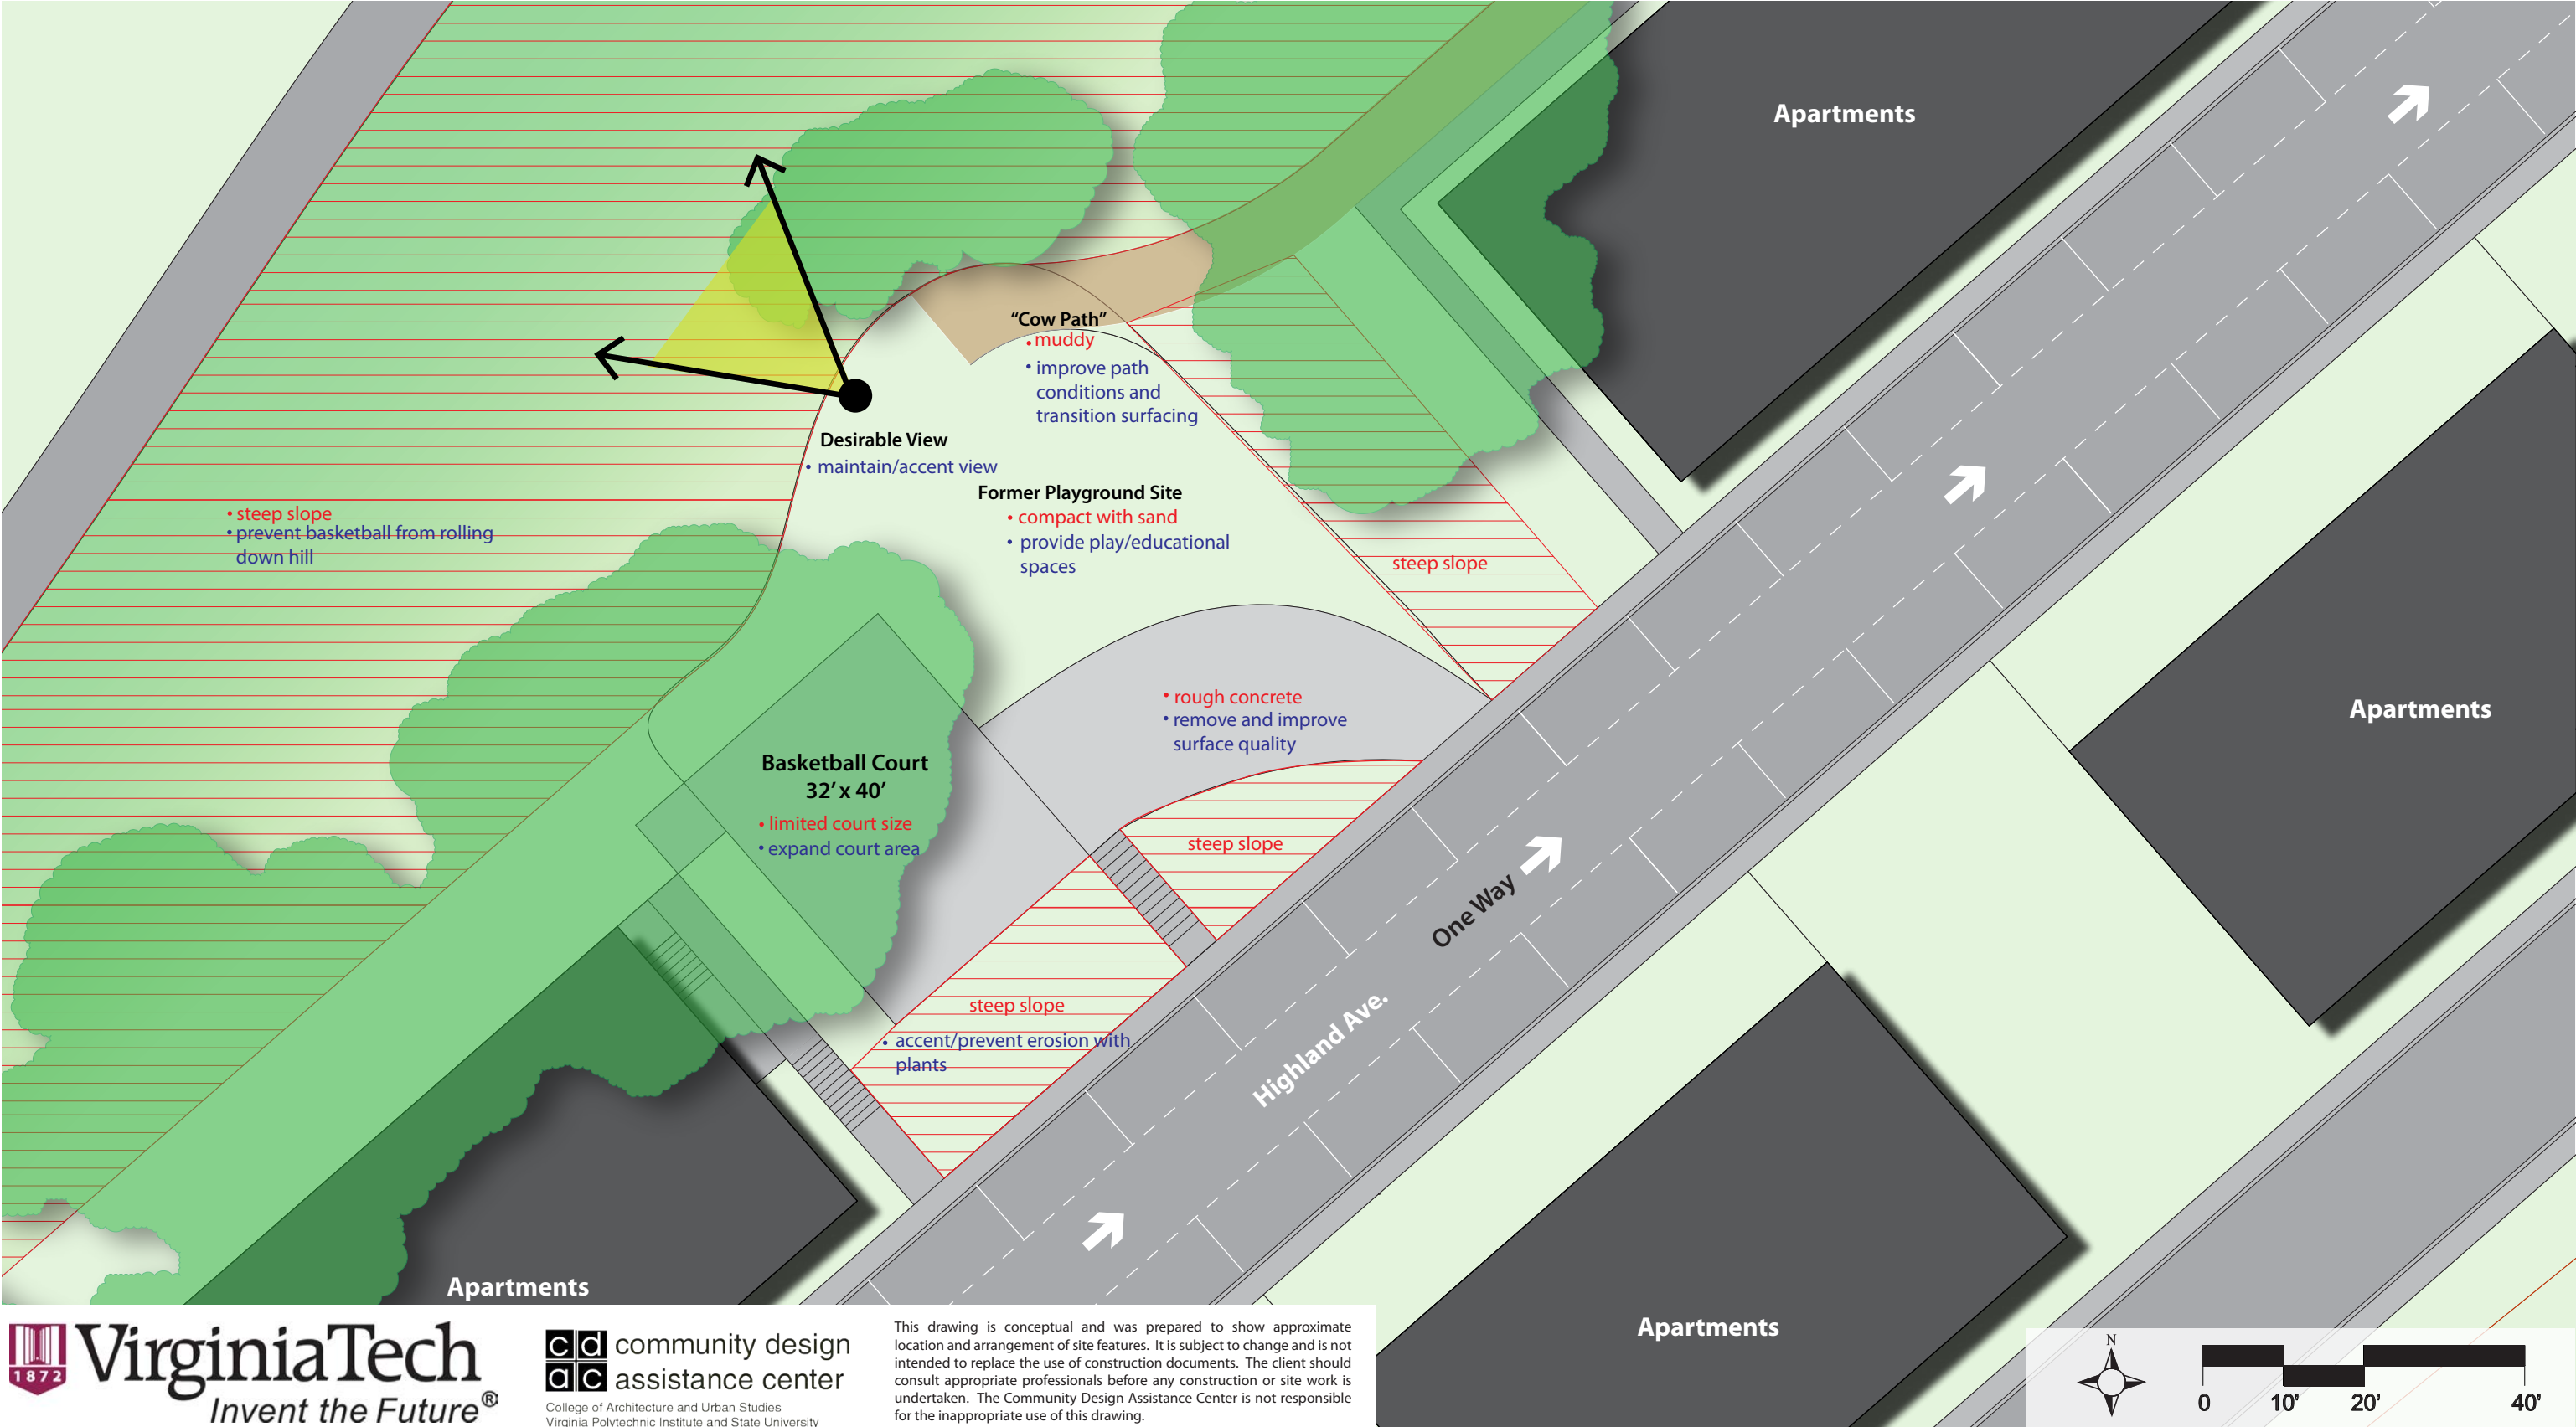 Apartments
"Cow Path"
• muddy
• improve path
conditions and
transition surfacing
Desirable View
• maintain/accent view
Former Playground Site
• compact with sand
• provide play/educational
spaces
• steep slope
• prevent basketball from rolling
down hill
steep slope
• rough concrete
• remove and improve
surface quality
Apartments
Basketball Court
32' x 40'
• limited court size
• expand court area
steep slope
One Way
Highland Ave.
steep slope
• accent/prevent erosion with
plants
Apartments
Apartments
VirginiaTech
1872
Invent the Future®
cd
ac
community design
assistance center
College of Architecture and Urban Studies
Virginia Polytechnic Institute and State University
This drawing is conceptual and was prepared to show approximate
location and arrangement of site features. It is subject to change and is not
intended to replace the use of construction documents. The client should
consult appropriate professionals before any construction or site work is
undertaken. The Community Design Assistance Center is not responsible
for the inappropriate use of this drawing.
N
0 10' 20' 40'